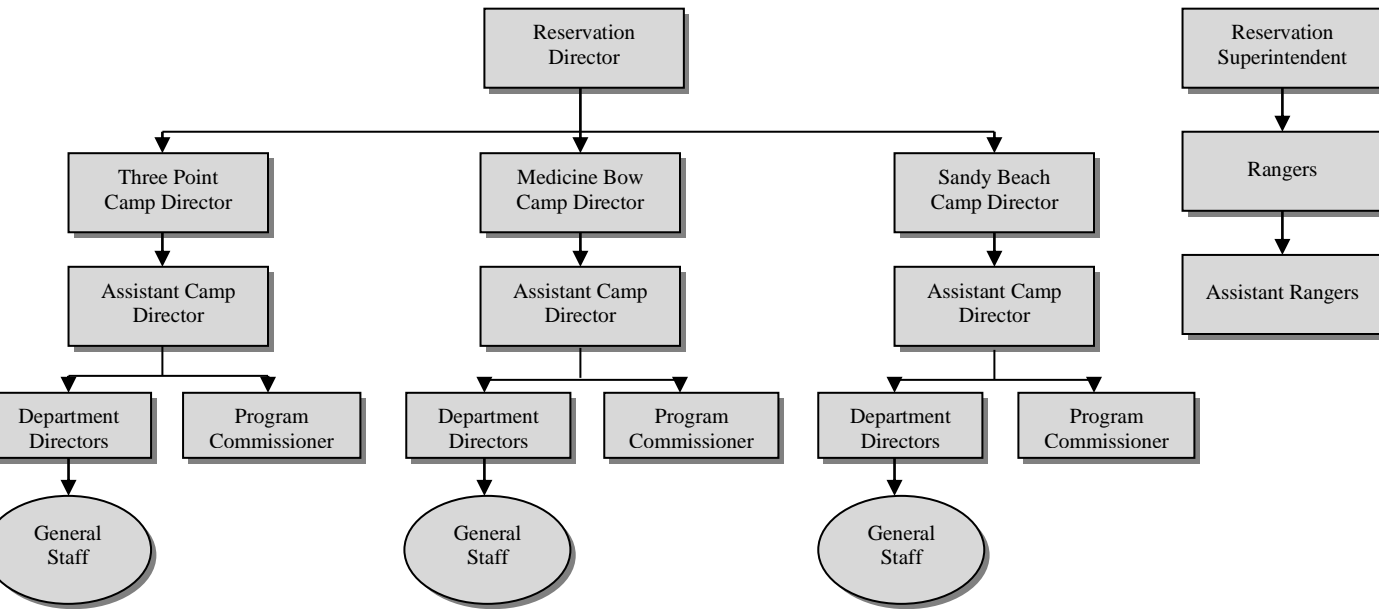 Reservation
Director
Reservation
Superintendent
Three Point
Camp Director
Medicine Bow
Camp Director
Sandy Beach
Camp Director
Rangers
Assistant Camp
Director
Assistant Camp
Director
Assistant Camp
Director
Assistant Rangers
Department
Directors
Program
Commissioner
Department
Directors
Program
Commissioner
Department
Directors
Program
Commissioner
General
Staff
General
Staff
General
Staff